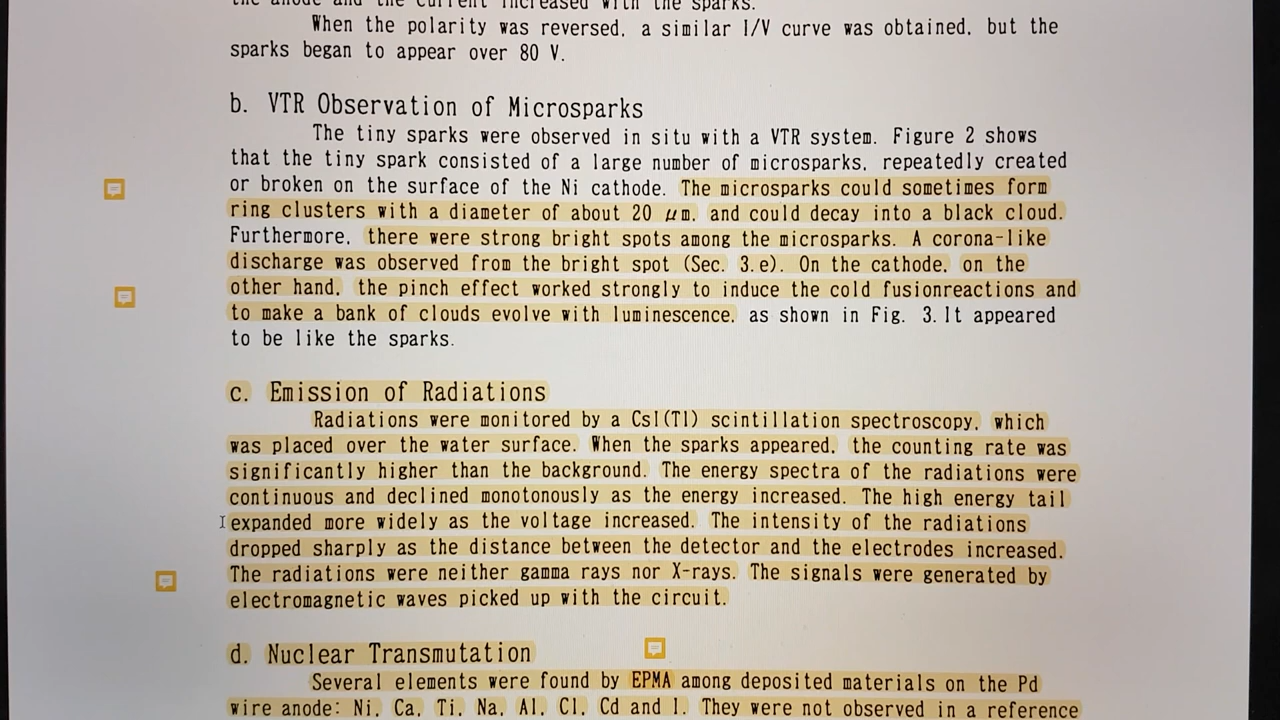 the anode and the current increased with the sparks.
When the polarity was reversed, a similar I/V curve was obtained, but the
sparks began to appear over 80 V.
b. VTR Observation of Microsparks
The tiny sparks were observed in situ with a VTR system. Figure 2 shows
that the tiny spark consisted of a large number of microsparks, repeatedly created
or broken on the surface of the Ni cathode. The microsparks could sometimes form
ring clusters with a diameter of about 20 μm, and could decay into a black cloud.
Furthermore, there were strong bright spots among the microsparks. A corona-like
discharge was observed from the bright spot (Sec. 3.e). On the cathode, on the
other hand, the pinch effect worked strongly to induce the cold fusionreactions and
to make a bank of clouds evolve with luminescence, as shown in Fig. 3.It appeared
to be like the sparks.
c. Emission of Radiations
Radiations were monitored by a CsI(Tl) scintillation spectroscopy, which
was placed over the water surface. When the sparks appeared, the counting rate was
significantly higher than the background. The energy spectra of the radiations were
continuous and declined monotonously as the energy increased. The high energy tail
expanded more widely as the voltage increased. The intensity of the radiations
dropped sharply as the distance between the detector and the electrodes increased.
The radiations were neither gamma rays nor X-rays. The signals were generated by
electromagnetic waves picked up with the circuit.
d. Nuclear Transmutation
Several elements were found by EPMA among deposited materials on the Pd
wire anode: Ni, Ca, Ti, Na, Al, Cl, Cd and I. They were not observed in a reference